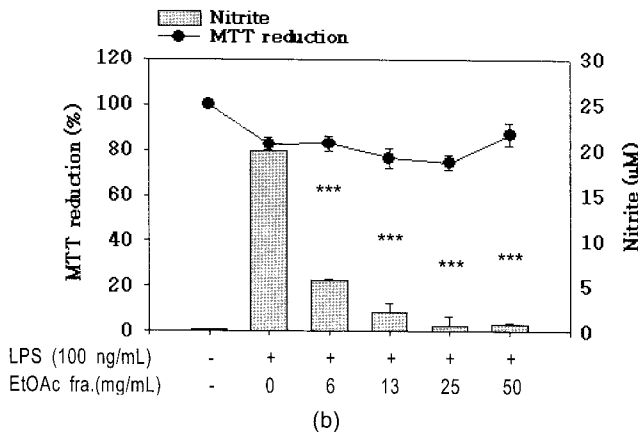 Nitrite
MTT reduction
120
100
80
60
40
20
0
MTT reduction (%)
30
25
20
15
10
5
0
Nitrite (μM)
***
***
***
***
LPS (100 ng/mL) - + + + + +
EtOAc fra.(mg/mL) - 0 6 13 25 50
(b)